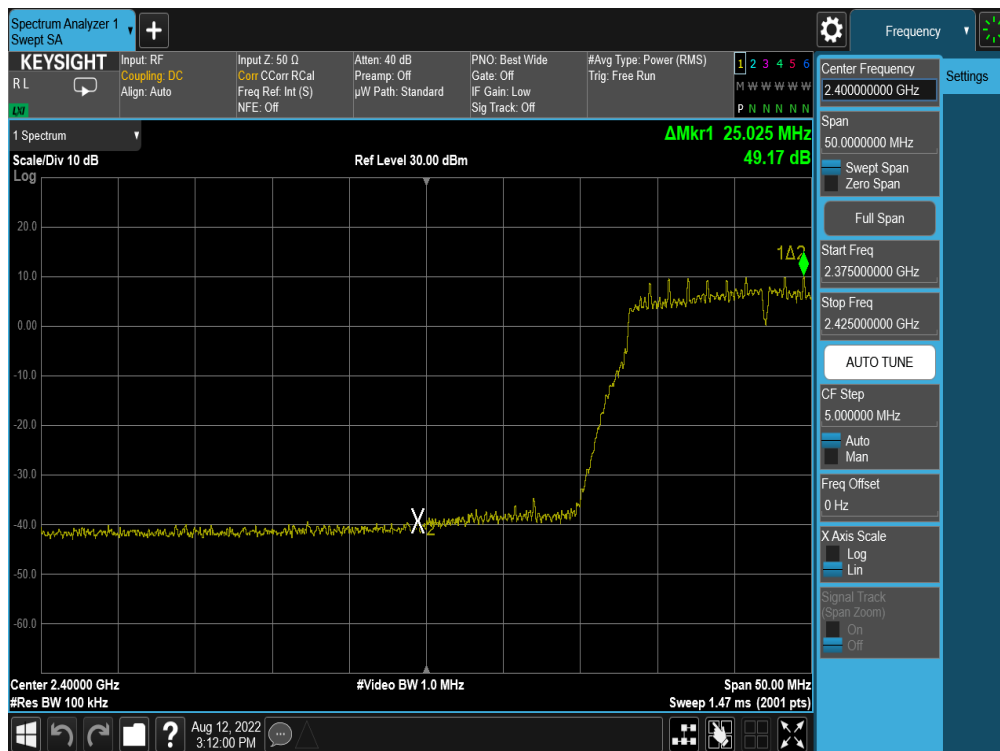 Spectrum Analyzer 1
Swept SA
+
Frequency
KEYSIGHT
R L
LXI
Input: RF
Coupling: DC
Align: Auto
Input Z: 50 Ω
Corr CCorr RCal
Freq Ref: Int (S)
NFE: Off
Atten: 40 dB
Preamp: Off
µW Path: Standard
PNO: Best Wide
Gate: Off
IF Gain: Low
Sig Track: Off
#Avg Type: Power (RMS)
Trig: Free Run
1 2 3 4 5 6
M W W W W W
P N N N N N
1 Spectrum
Scale/Div 10 dB
Log
Ref Level 30.00 dBm
ΔMkr1 25.025 MHz
49.17 dB
20.0
10.0
0.00
-10.0
-20.0
-30.0
-40.0
-50.0
-60.0
1Δ2
X
2
Center 2.40000 GHz
#Res BW 100 kHz
#Video BW 1.0 MHz
Span 50.00 MHz
Sweep 1.47 ms (2001 pts)
?
Aug 12, 2022
3:12:00 PM
Center Frequency
2.400000000 GHz
Settings
Span
50.0000000 MHz
Swept Span
Zero Span
Full Span
Start Freq
2.375000000 GHz
Stop Freq
2.425000000 GHz
AUTO TUNE
CF Step
5.000000 MHz
Auto
Man
Freq Offset
0 Hz
X Axis Scale
Log
Lin
Signal Track
(Span Zoom)
On
Off